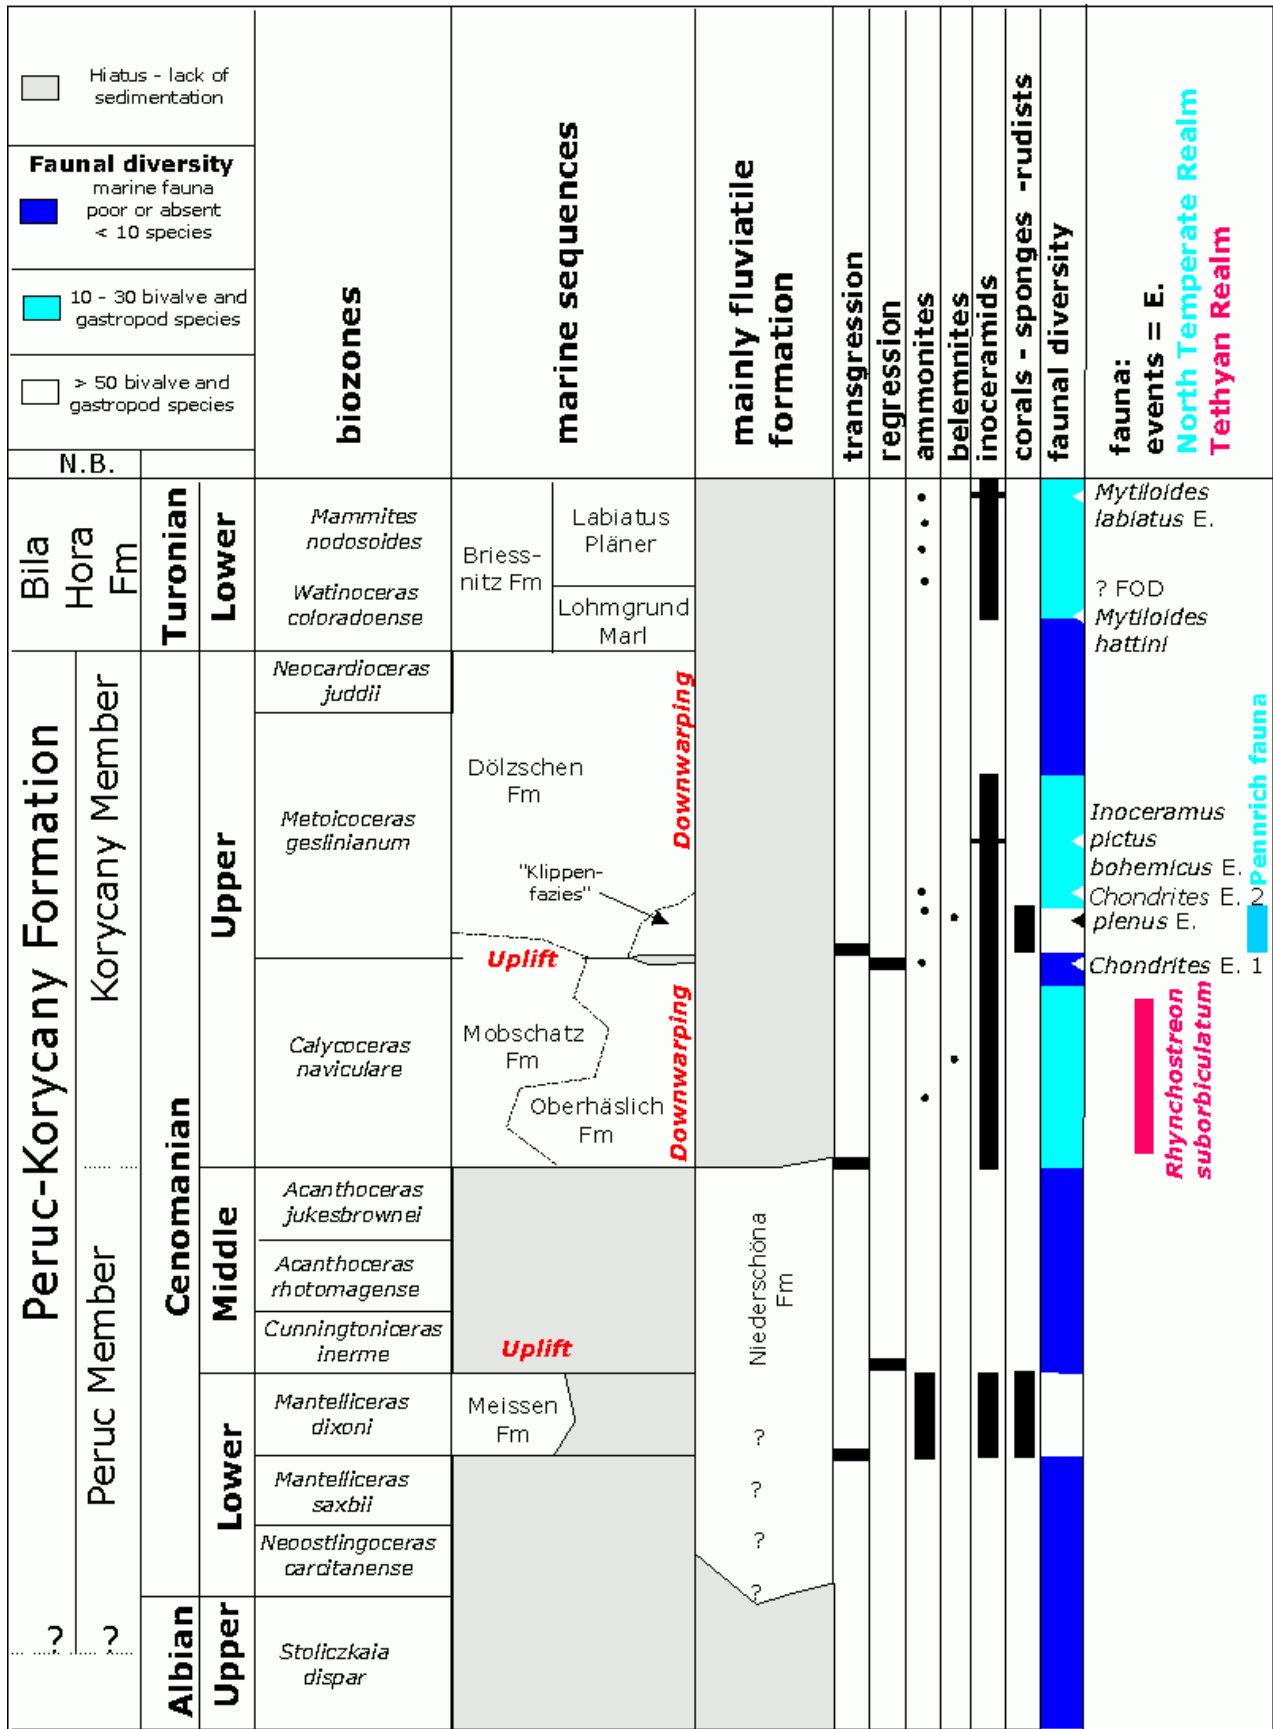 Hiatus - lack of
sedimentation
Faunal diversity
marine fauna
poor or absent
< 10 species
10 - 30 bivalve and
gastropod species
> 50 bivalve and
gastropod species
N.B.
biozones
marine sequences
mainly fluviatile
formation
transgression
regression
ammonites
belemnites
inoceramids
corals - sponges -rudists
faunal diversity
fauna:
events = E.
North Temperate Realm
Tethyan Realm
Bila
Hora
Fm
Turonian
Lower
Mammites
nodosoides
Watinoceras
coloradoense
Briess-
nitz Fm
Labiatus
Pläner
Lohmgrund
Marl
Mytiloides
labiatus E.
? FOD
Mytiloides
hattini
Peruc-Korycany Formation
Korycany Member
Peruc Member
?
?
Cenomanian
Upper
Middle
Lower
Albian
Upper
Neocardioceras
juddii
Metoicoceras
geslinianum
Calycoceras
naviculare
Acanthoceras
jukesbrownei
Acanthoceras
rhotomagense
Cunningtoniceras
inerme
Mantelliceras
dixoni
Mantelliceras
saxbii
Neoostlingoceras
carcitanense
Stoliczkaia
dispar
Dölzschen
Fm
Downwarping
"Klippen-
fazies"
Uplift
Mobschatz
Fm
Oberhäslich
Fm
Downwarping
Uplift
Meissen
Fm
Niederschöna
Fm
?
?
?
?
Inoceramus
pictus
bohemicus E.
Chondrites E. 2
plenus E.
Chondrites E. 1
Pennrich fauna
Rhynchostreon
suborbiculatum